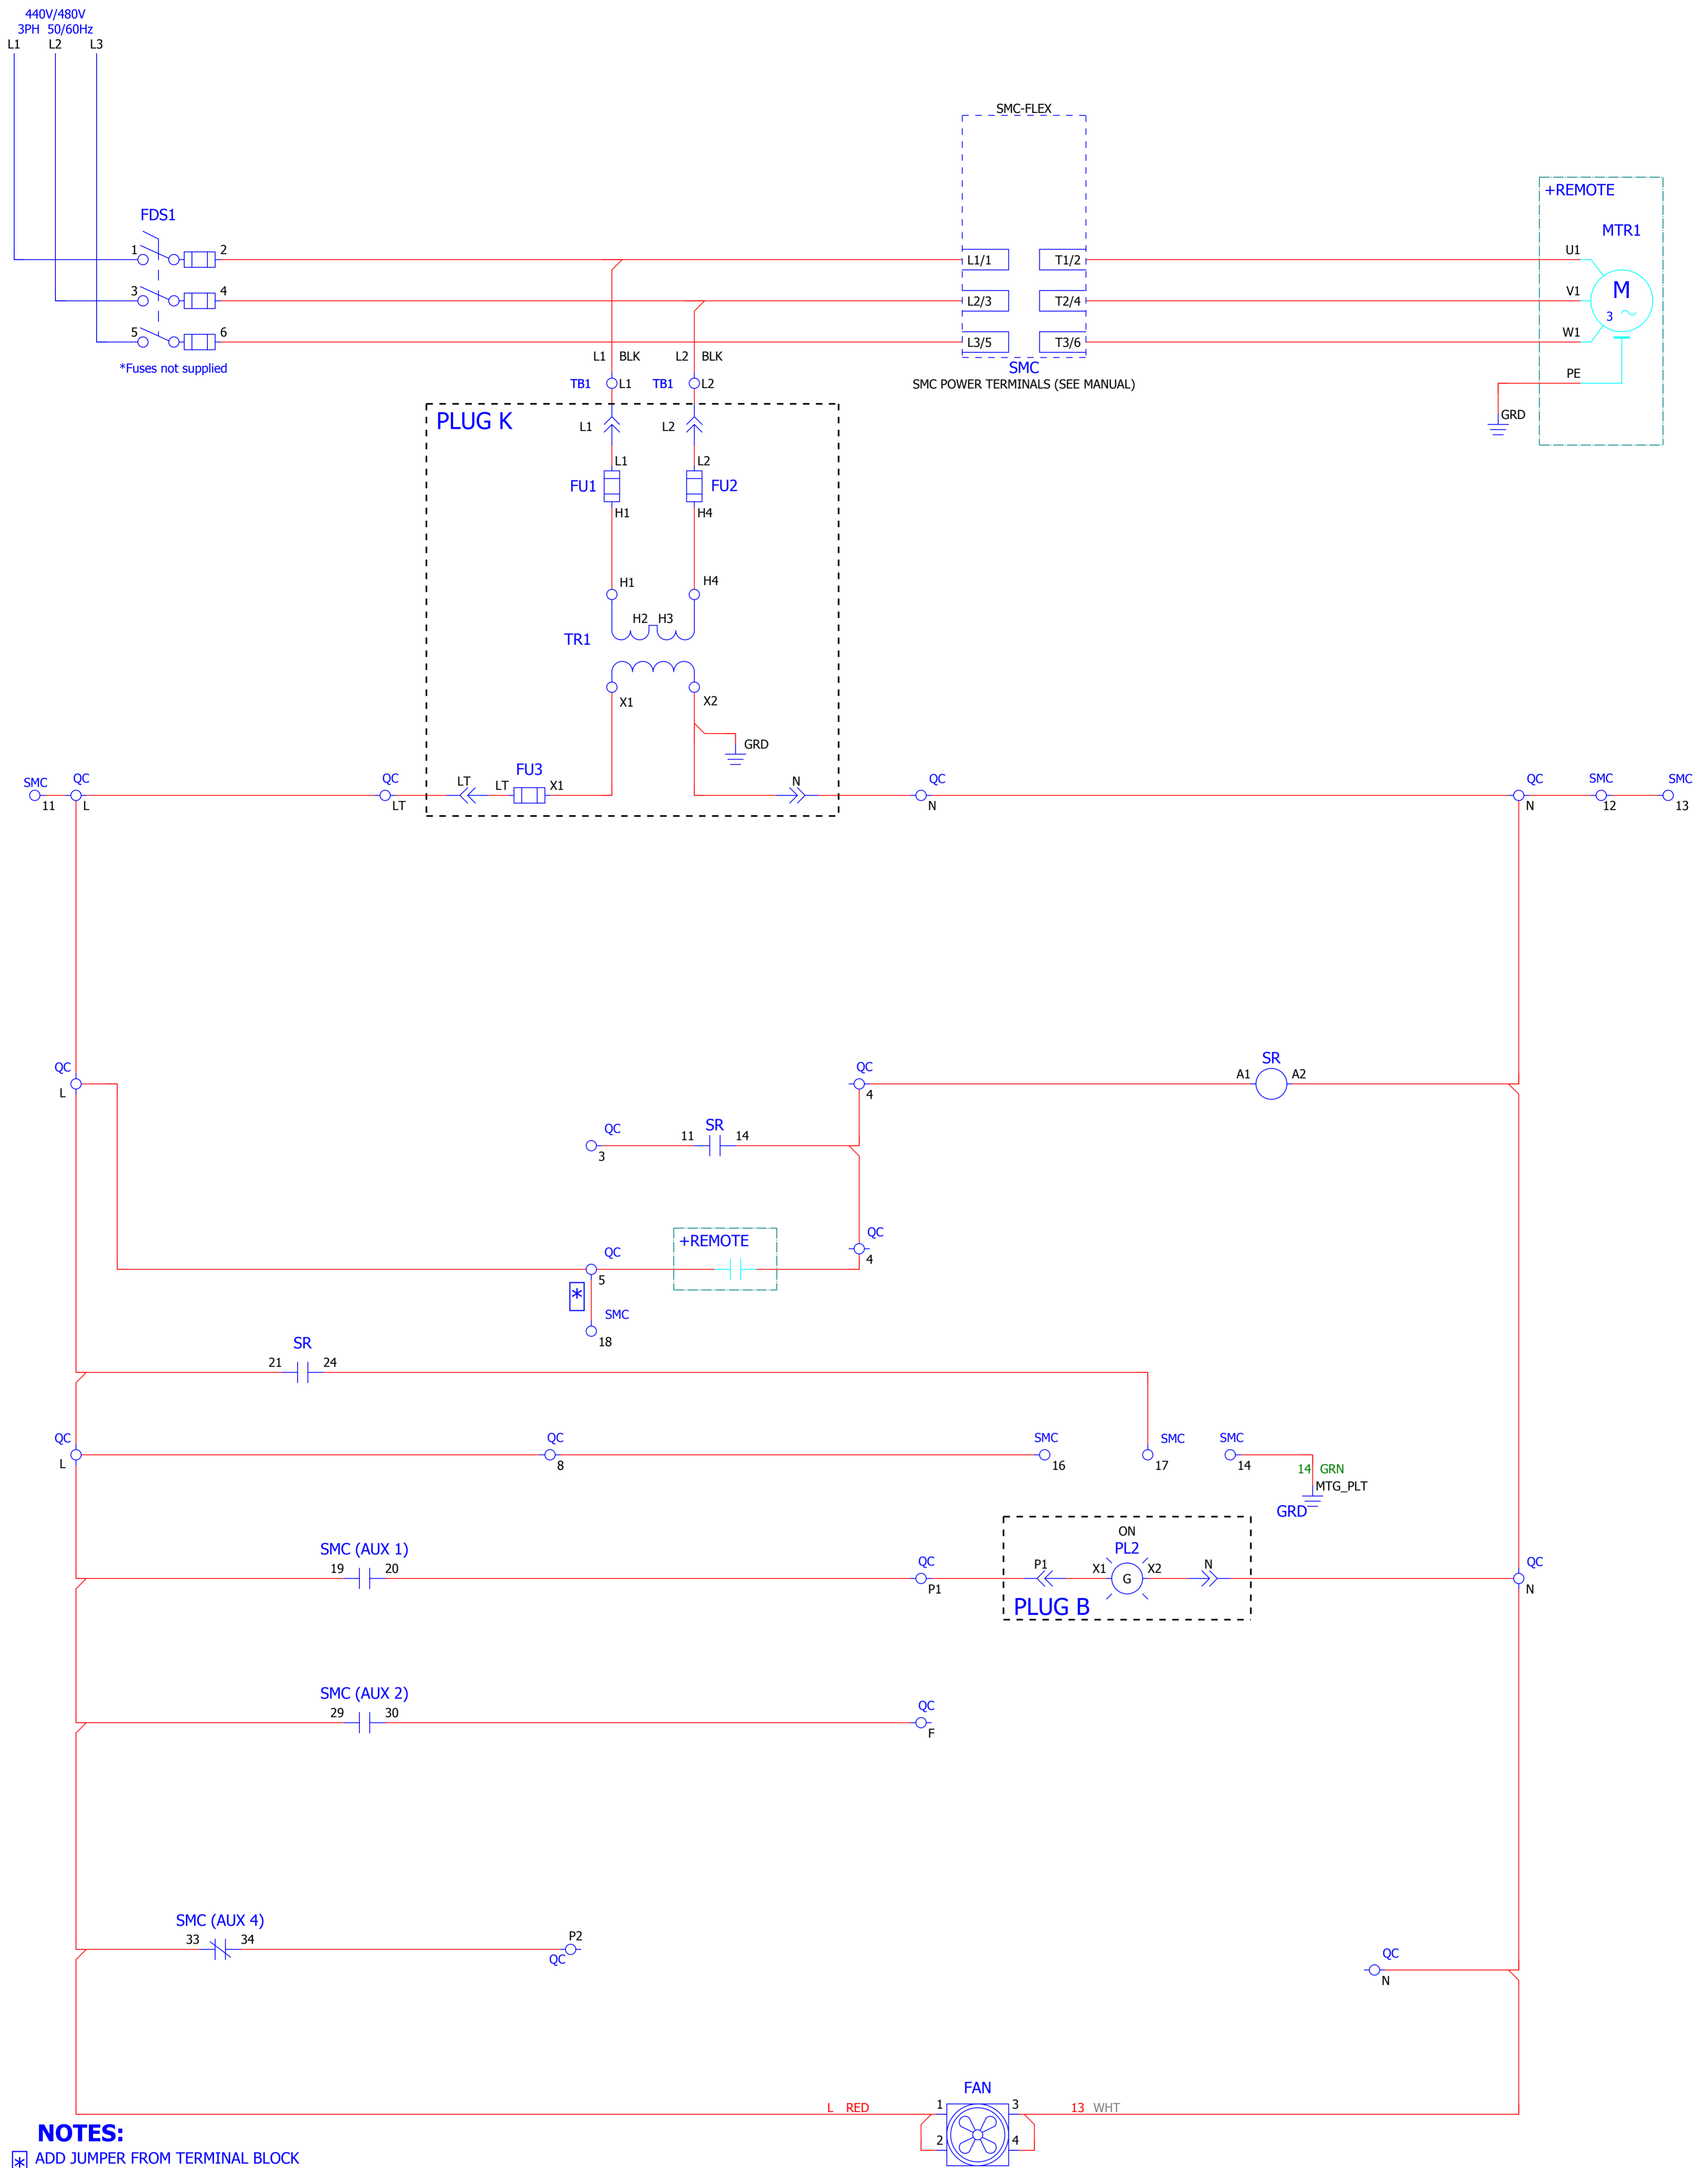 440V/480V
3PH 50/60Hz
L1 L2 L3
SMC-FLEX
+REMOTE
FDS1
MTR1
1 2
L1/1 T1/2
U1
3 4
L2/3 T2/4
V1
M
3
5 6
L3/5 T3/6
W1
*Fuses not supplied
L1 BLK L2 BLK
SMC
SMC POWER TERMINALS (SEE MANUAL)
PE
TB1 L1 TB1 L2
GRD
PLUG K
L1 L2
L1 L2
FU1 FU2
H1 H4
H1 H4
H2 H3
TR1
X1 X2
GRD
FU3
SMC QC QC LT LT X1 N QC QC SMC SMC
11 L LT N N 12 13
QC QC SR
L 4 A1 A2
QC SR
3 11 14
QC
4
+REMOTE
QC
5
*
SMC
18
SR
21 24
QC QC SMC SMC SMC
L 8 16 17 14
14 GRN
MTG_PLT
GRD
ON
SMC (AUX 1) PL2
19 20 QC P1 X1 G X2 N QC
P1 N
PLUG B
SMC (AUX 2)
29 30 QC
F
SMC (AUX 4)
33 34 P2
QC
QC
N
FAN
L RED 1 3 13 WHT
2 4
NOTES:
* ADD JUMPER FROM TERMINAL BLOCK